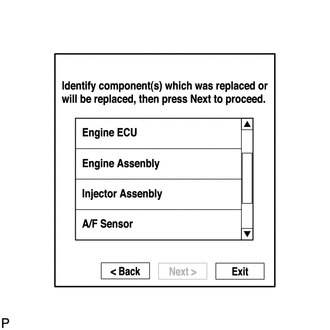 Identify component(s) which was replaced or
will be replaced, then press Next to proceed.
Engine ECU
Engine Assenbly
Injector Assembly
A/F Sensor
< Back
Next >
Exit
P